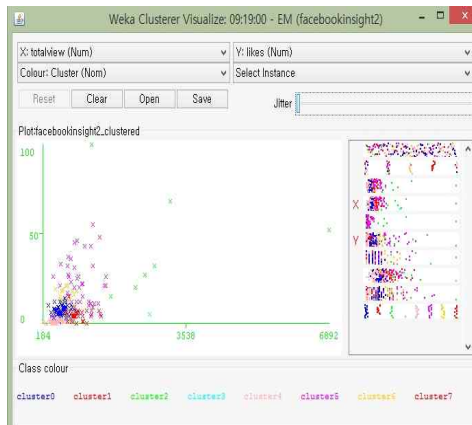 Weka Clusterer Visualize: 09:19:00 - EM (facebookinsight2)
X: totalview (Num)
Y: likes (Num)
Colour: Cluster (Nom)
Select Instance
Reset
Clear
Open
Save
Jitter
Plot:facebookinsight2_clustered
100
50
0
184
3538
6892
X
Y
Class colour
cluster0
cluster1
cluster2
cluster3
cluster4
cluster5
cluster6
cluster7